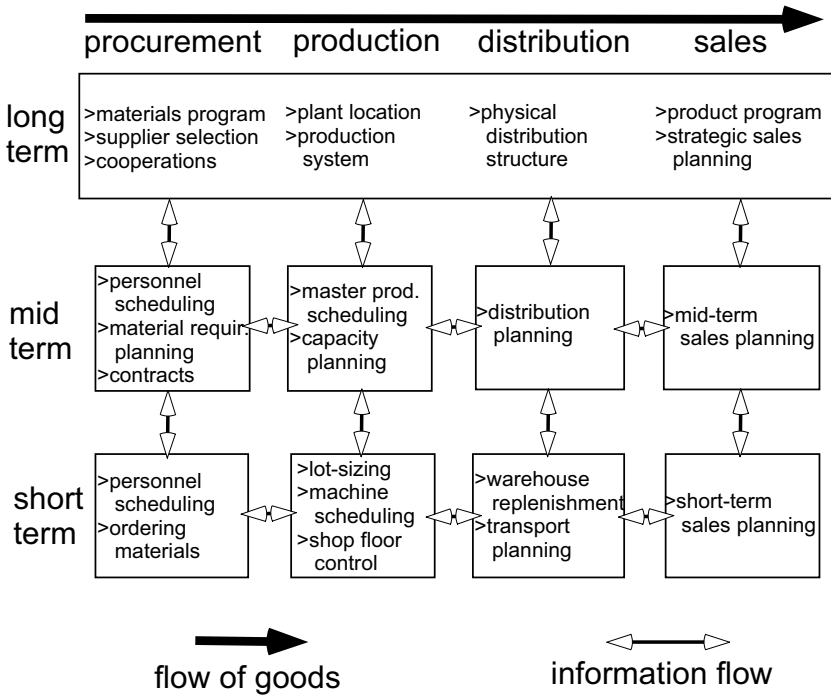 procurement production distribution sales
long
term
>materials program
>supplier selection
>cooperations
>plant location
>production
system
>physical
distribution
structure
>product program
>strategic sales
planning
mid
term
>personnel
scheduling
>material requir.
planning
>contracts
>master prod.
scheduling
>capacity
planning
>distribution
planning
>mid-term
sales planning
short
term
>personnel
scheduling
>ordering
materials
>lot-sizing
>machine
scheduling
>shop floor
control
>warehouse
replenishment
>transport
planning
>short-term
sales planning
flow of goods
information flow